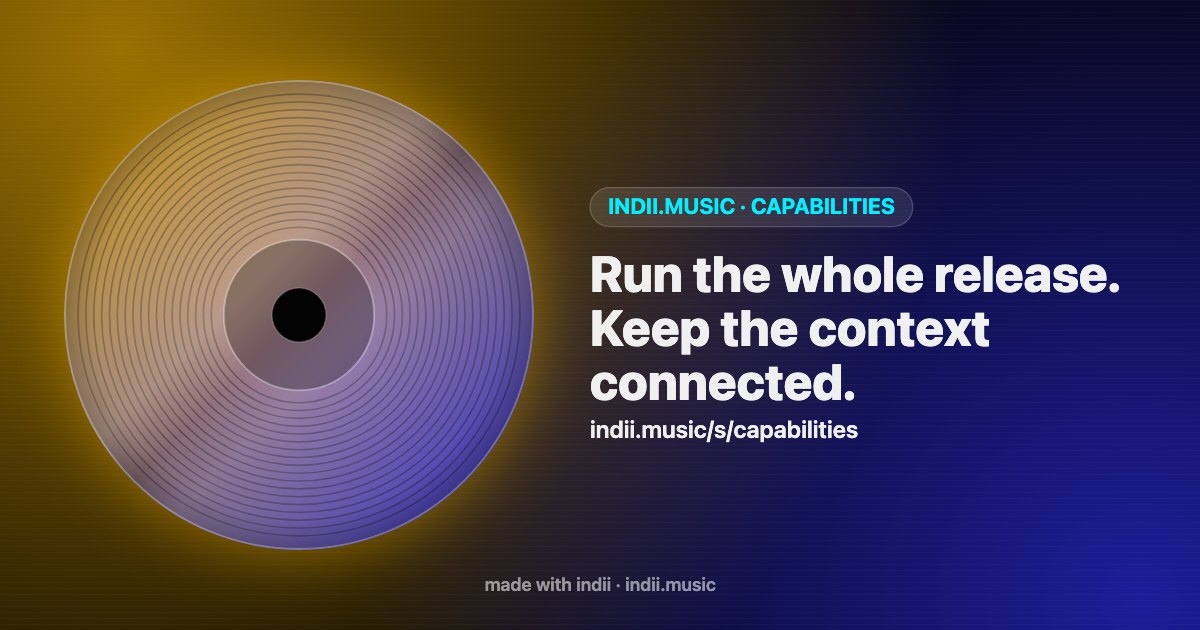 INDII.MUSIC · CAPABILITIES
Run the whole release.
Keep the context
connected.
indii.music/s/capabilities
made with indii · indii.music